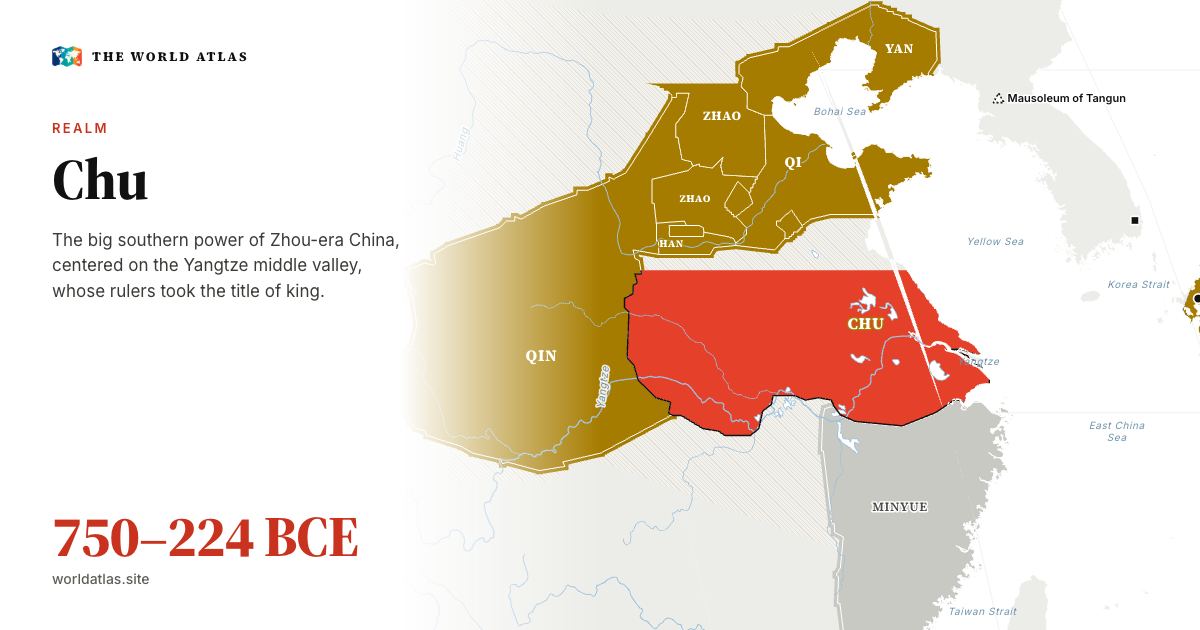 THE WORLD ATLAS
REALM
Chu
The big southern power of Zhou-era China,
centered on the Yangtze middle valley,
whose rulers took the title of king.
750–224 BCE
worldatlas.site
YAN
Mausoleum of Tangun
Bohai Sea
ZHAO
Huang
QI
ZHAO
HAN
Yellow Sea
Korea Strait
CHU
QIN
Yangtze
Yangtze
East China
Sea
MINYUE
Taiwan Strait